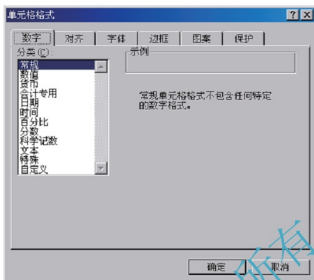 单元格格式
数字 对齐 字体 边框 图案 保护
分类(C)
示例
常规
数值
货币
会计专用
日期
时间
百分比
分数
科学记数
文本
特殊
自定义
常规单元格格式不包含任何特定
的数字格式。
确定 取消
所有